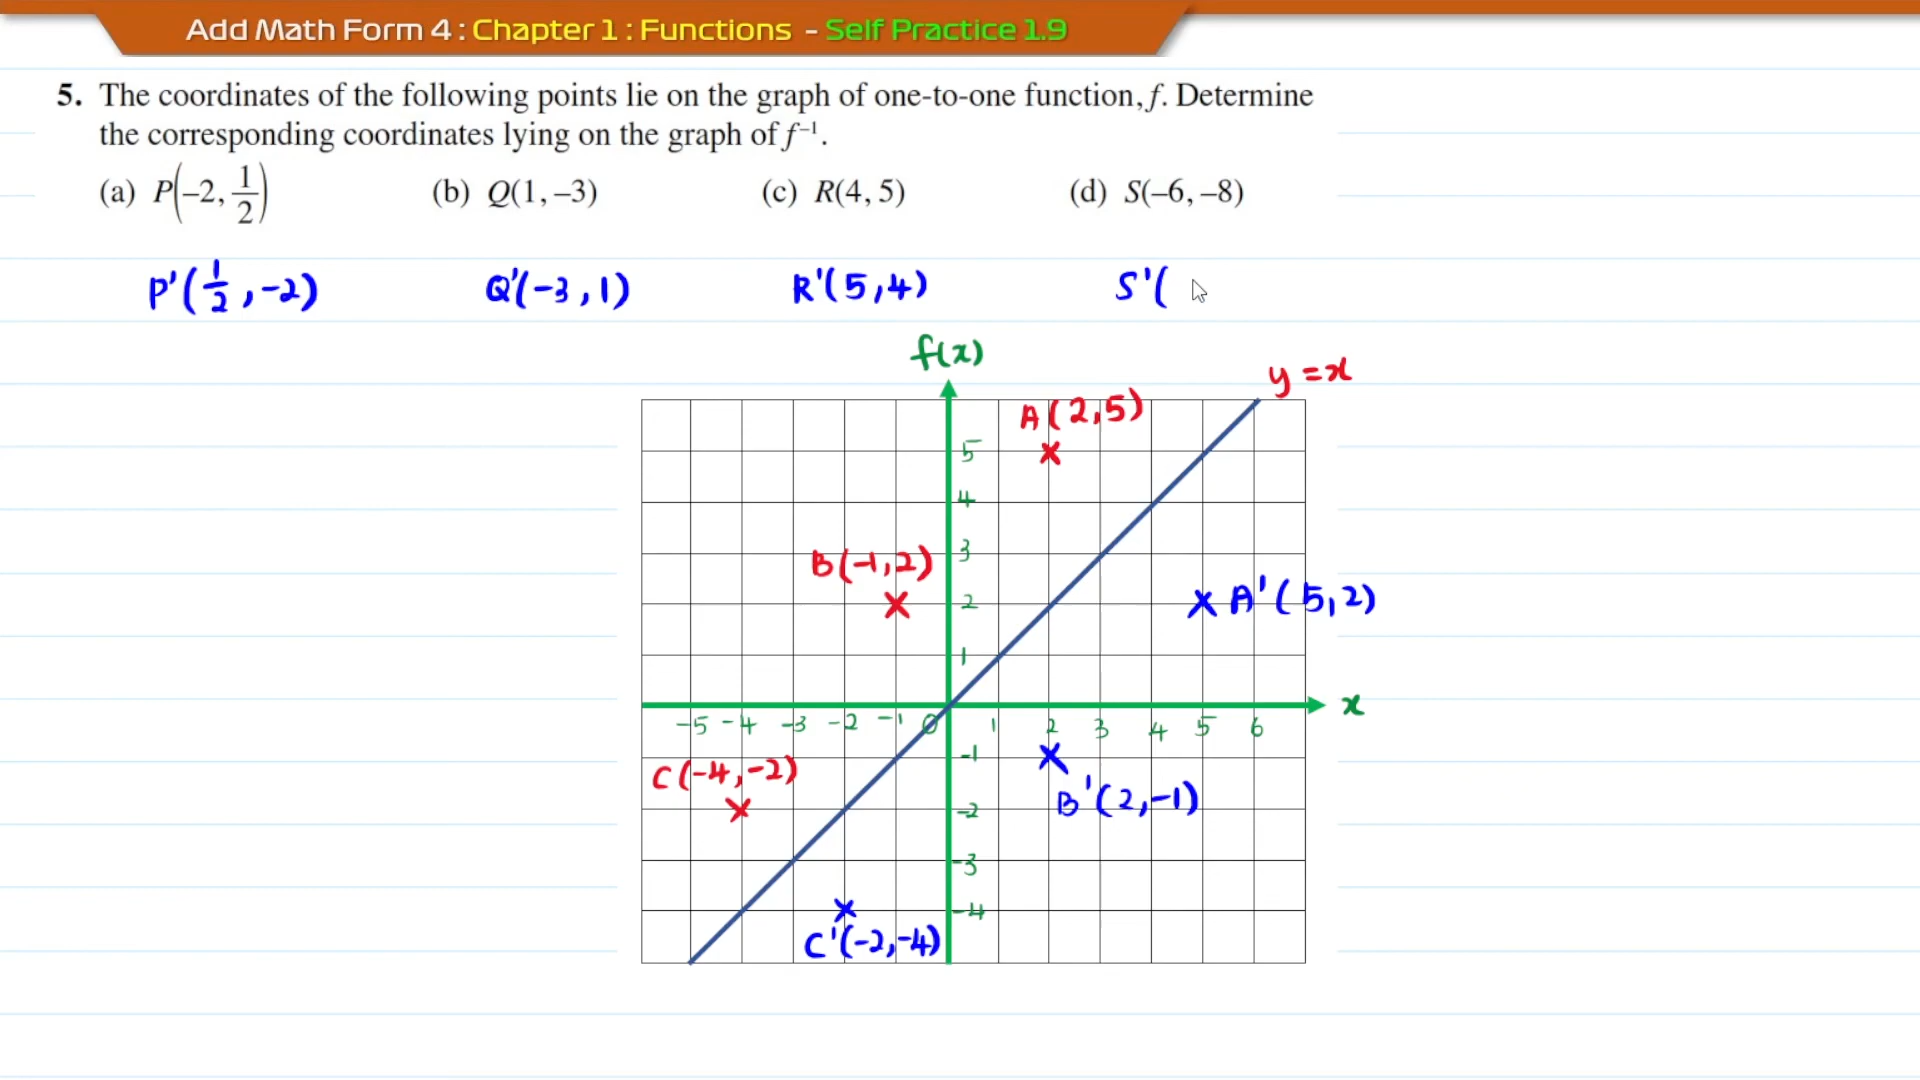 Add Math Form 4 : Chapter 1 : Functions - Self Practice 1.9
5. The coordinates of the following points lie on the graph of one-to-one function, f. Determine
the corresponding coordinates lying on the graph of f⁻¹.
(a) P(–2, 1/2) (b) Q(1, –3) (c) R(4, 5) (d) S(–6, –8)
P'(1/2, -2) Q'(-3, 1) R'(5, 4) S'(
f(x)
y = x
A(2,5)
5
4
B(-1,2) 3
2 A'(5,2)
1
x
-5 -4 -3 -2 -1 0 1 2 3 4 5 6
-1
C(-4,-2)
B'(2,-1)
-2
-3
-4
C'(-2,-4)